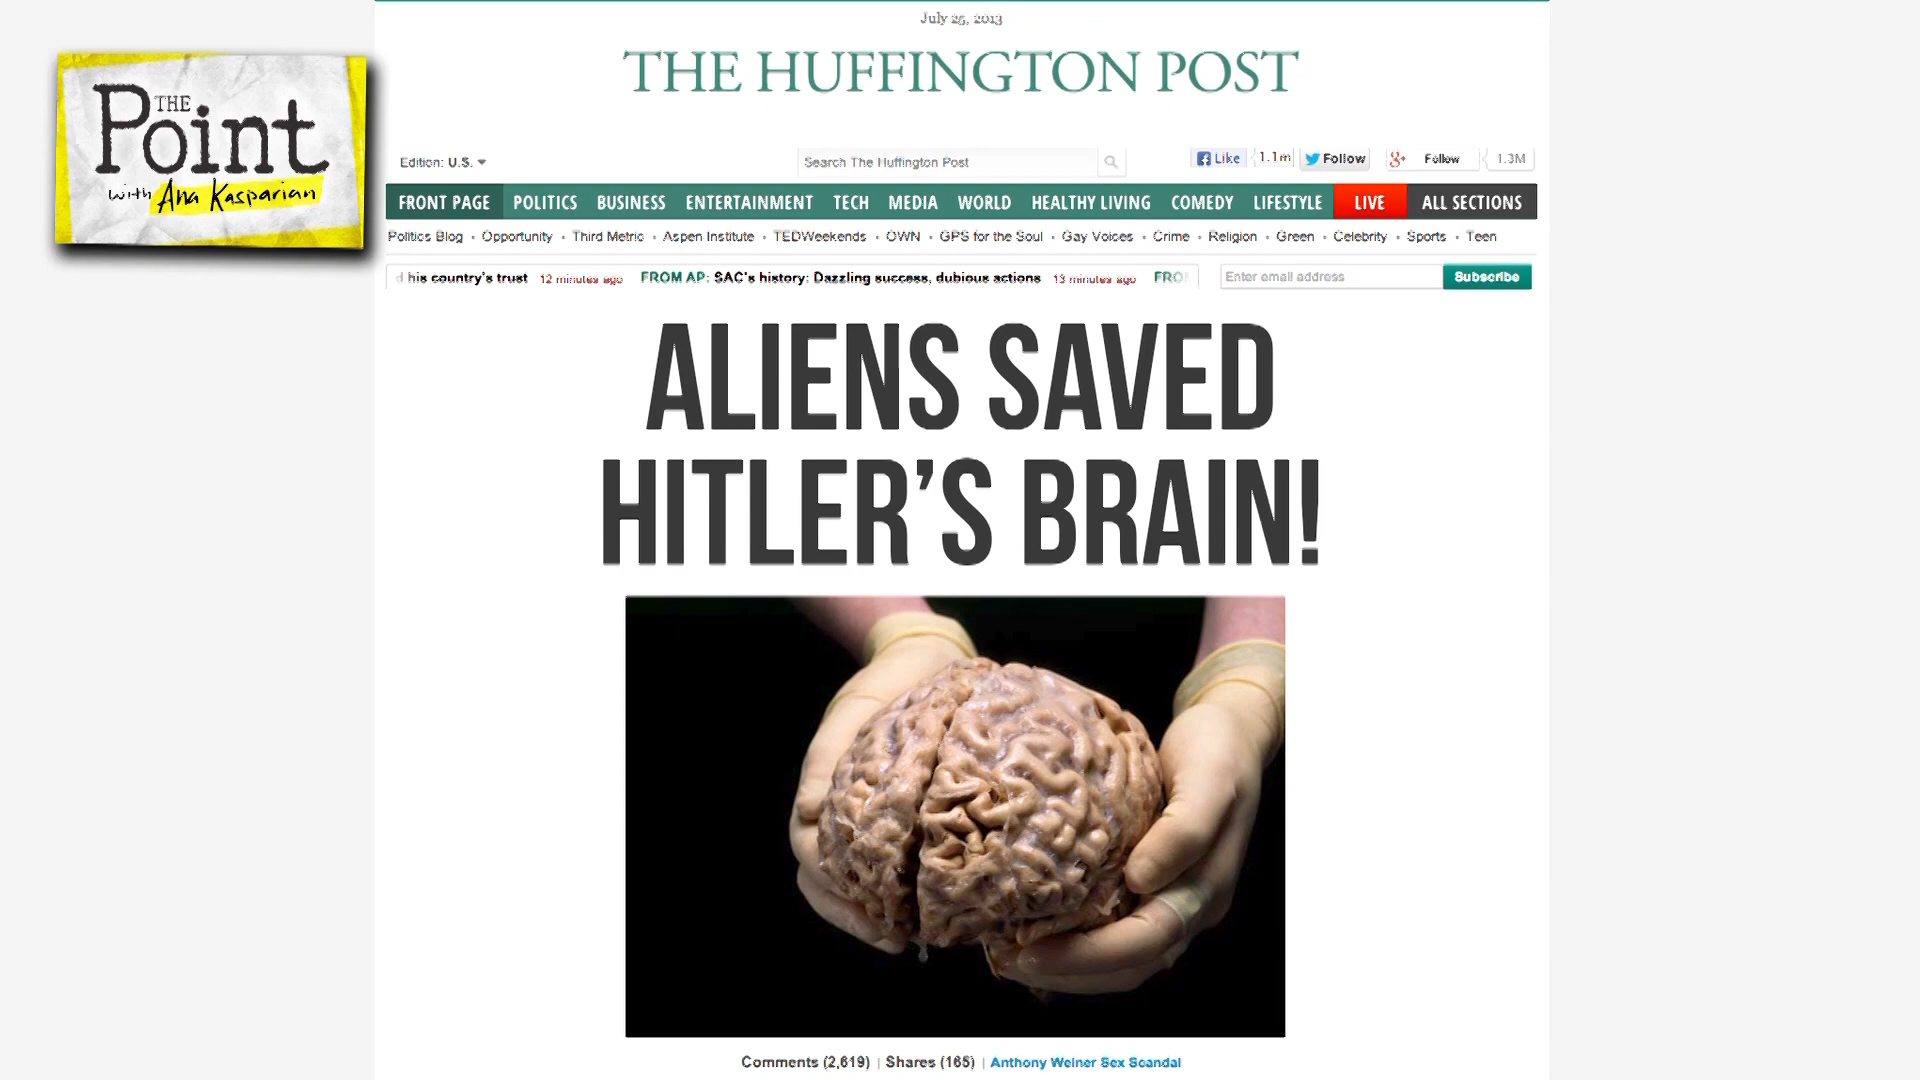 July 25, 2013
THE HUFFINGTON POST
THE
Point
with Ana Kasparian
Edition: U.S.
Search The Huffington Post
Like
1.1m
Follow
Follow
1.3M
FRONT PAGE POLITICS BUSINESS ENTERTAINMENT TECH MEDIA WORLD HEALTHY LIVING COMEDY LIFESTYLE LIVE ALL SECTIONS
Politics Blog • Opportunity • Third Metric • Aspen Institute • TEDWeekends • OWN • GPS for the Soul • Gay Voices • Crime • Religion • Green • Celebrity • Sports • Teen
d his country's trust 12 minutes ago FROM AP: SAC's history: Dazzling success, dubious actions 13 minutes ago FRO
Enter email address
Subscribe
ALIENS SAVED
HITLER'S BRAIN!
Comments (2,619) | Shares (165) | Anthony Weiner Sex Scandal